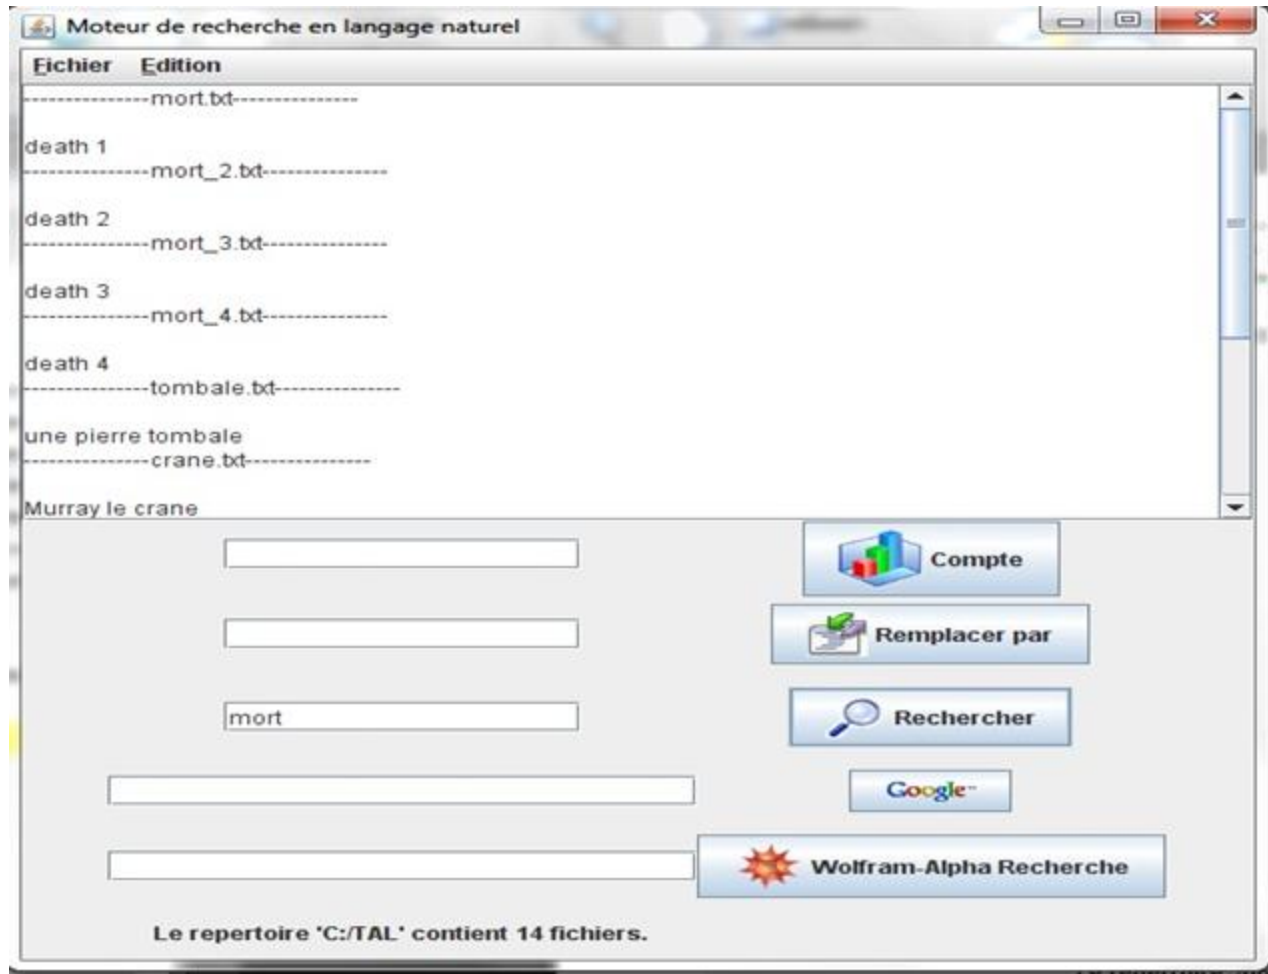 Moteur de recherche en langage naturel
Fichier Edition
---------------mort.txt---------------
death 1
---------------mort_2.txt---------------
death 2
---------------mort_3.txt---------------
death 3
---------------mort_4.txt---------------
death 4
---------------tombale.txt---------------
une pierre tombale
---------------crane.txt---------------
Murray le crane
Compte
Remplacer par
mort
Rechercher
Google™
Wolfram-Alpha Recherche
Le repertoire 'C:/TAL' contient 14 fichiers.